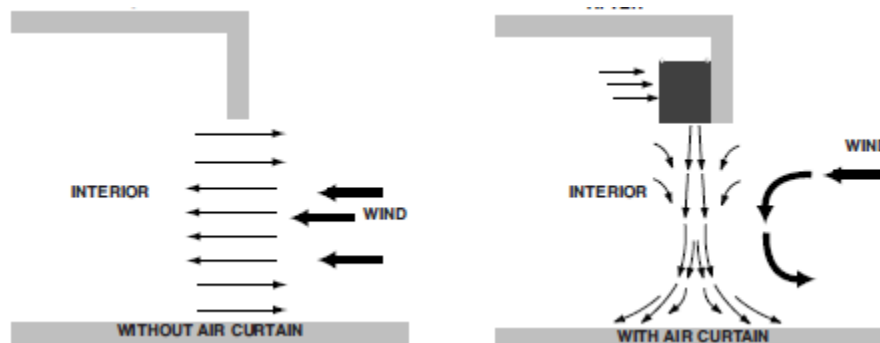 INTERIOR
WIND
WITHOUT AIR CURTAIN
INTERIOR
WITH AIR CURTAIN